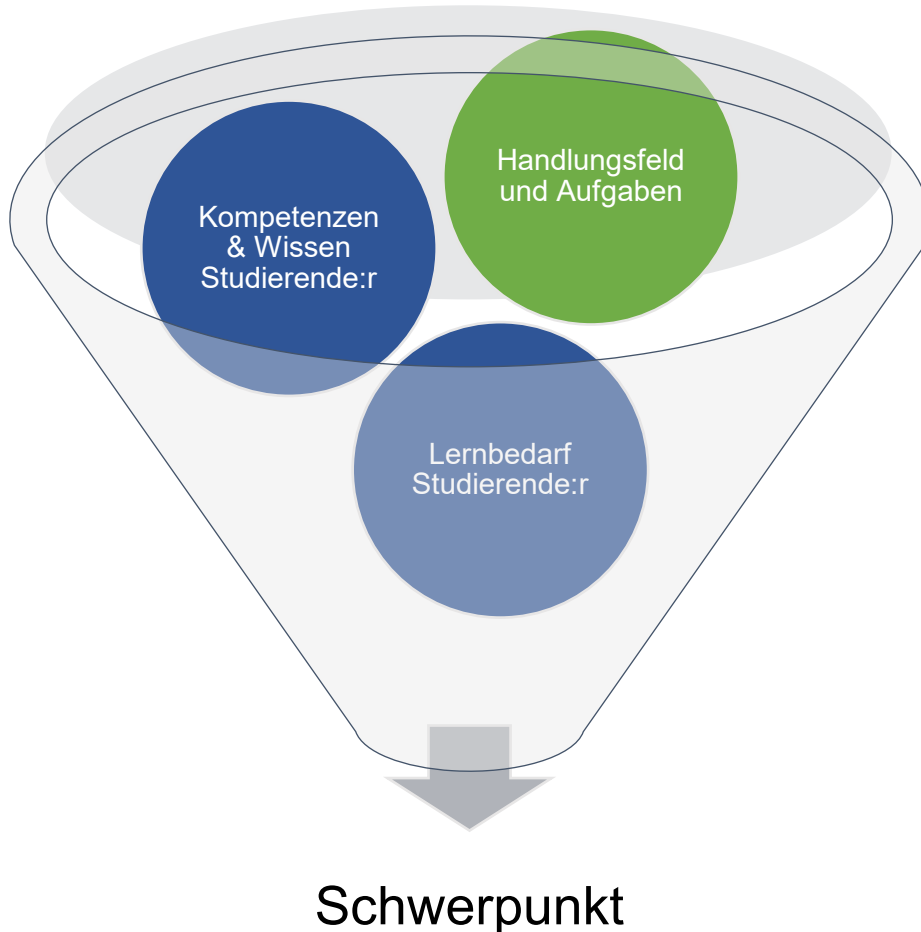 Handlungsfeld
und Aufgaben
Kompetenzen
& Wissen
Studierende:r
Lernbedarf
Studierende:r
Schwerpunkt